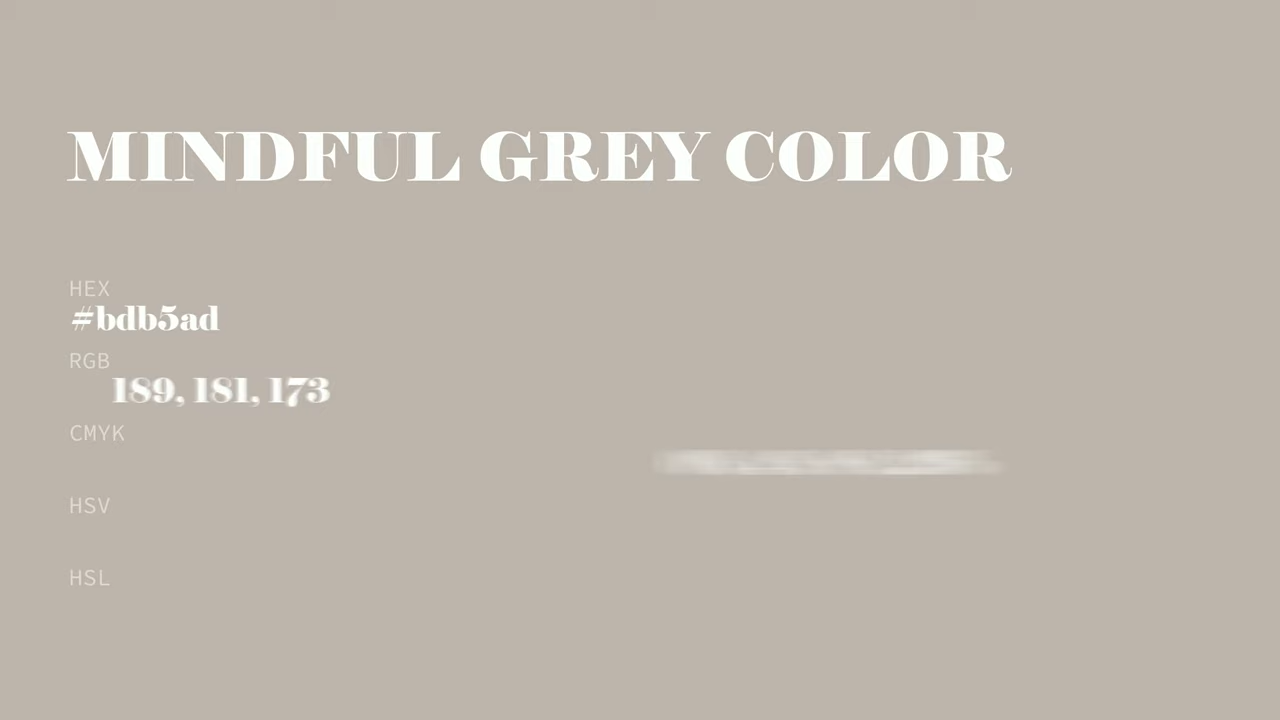 MINDFUL GREY COLOR
HEX
#bdb5ad
RGB
189, 181, 173
CMYK
HSV
HSL